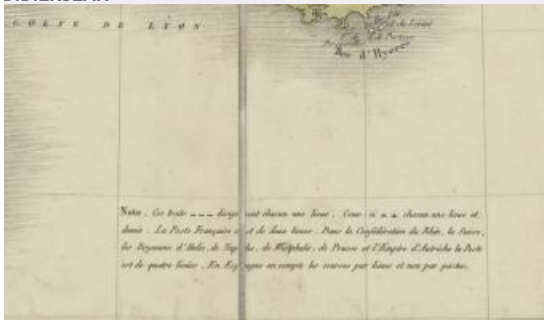 GOLFE DE LYON
Iles d'Hyeres
Nota. Ces traits _ _ _ désignent chacun une lieue. Ceux-ci chacun une lieue et
demie. La Poste Française est de deux lieues. Dans la Confédération du Rhin, la Suisse,
les Royaumes d'Italie, de Naples, de Westphalie, de Prusse et l'Empire d'Autriche la Poste
est de quatre lieües. En Espagne on compte les courses par lieues et non par postes.